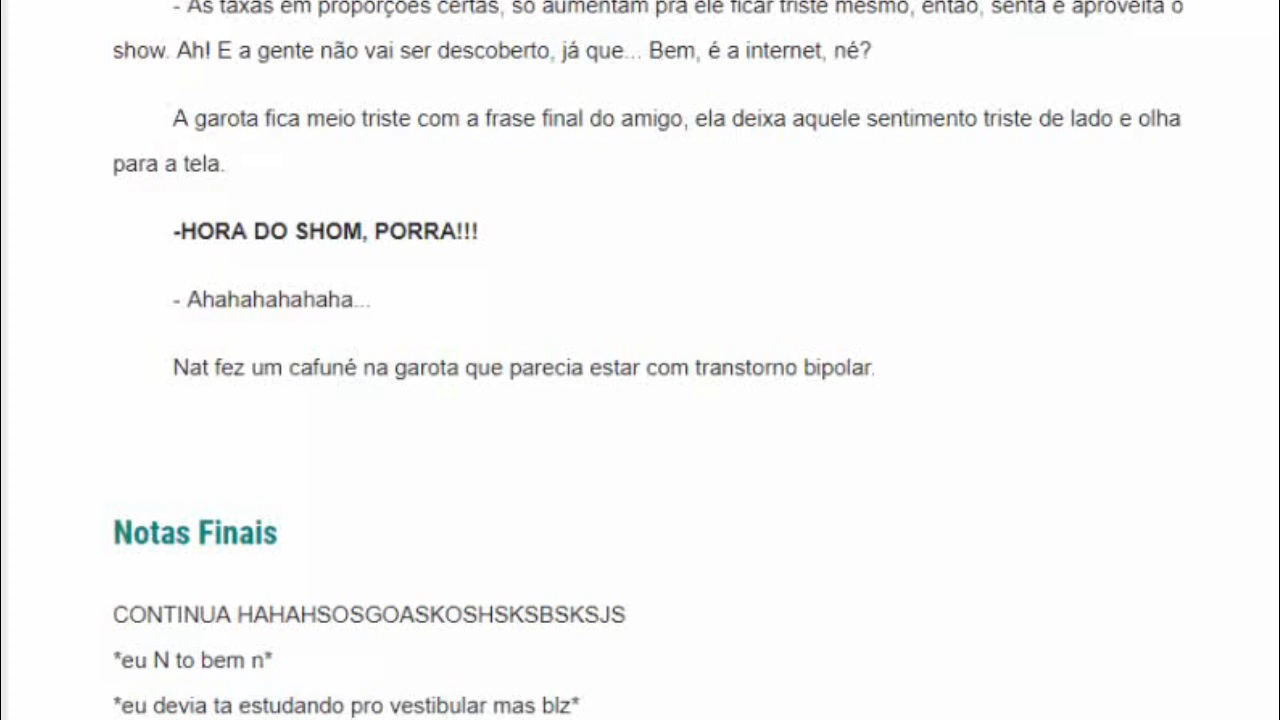 - As taxas em proporções certas, só aumentam pra ele ficar triste mesmo, então, senta e aproveita o
show. Ah! E a gente não vai ser descoberto, já que... Bem, é a internet, né?
A garota fica meio triste com a frase final do amigo, ela deixa aquele sentimento triste de lado e olha
para a tela.
-HORA DO SHOM, PORRA!!!
- Ahahahahahaha...
Nat fez um cafuné na garota que parecia estar com transtorno bipolar.
Notas Finais
CONTINUA HAHAHSOSGOASKOSHSKSBSKSJS
*eu N to bem n*
*eu devia ta estudando pro vestibular mas blz*